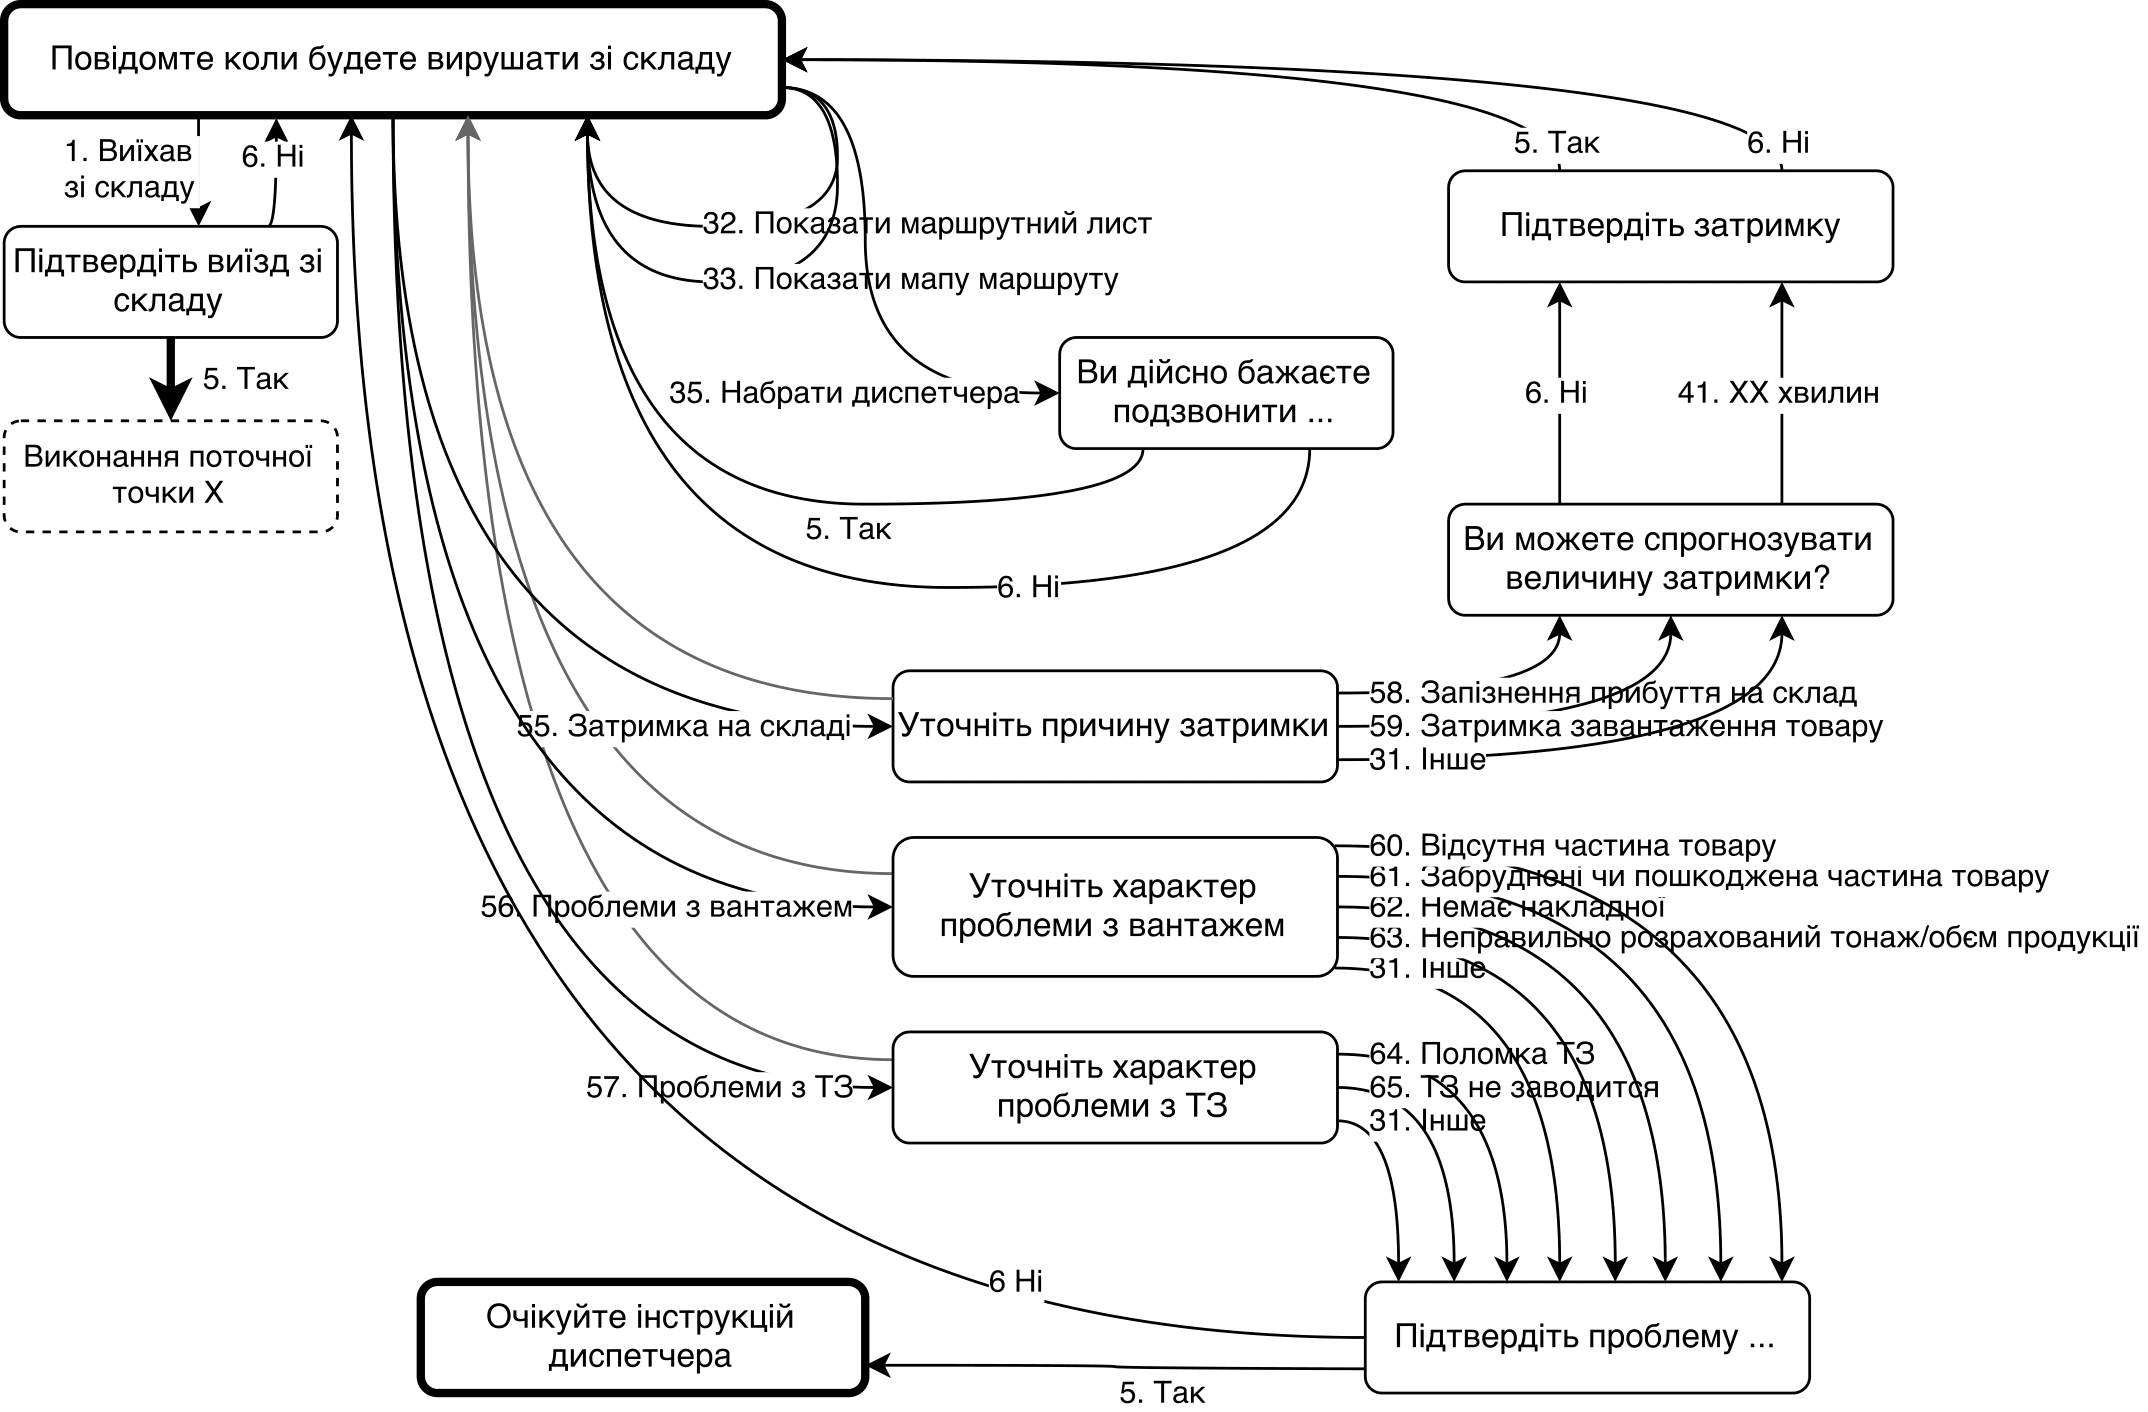 Повідомте коли будете вирушати зі складу
1. Виїхав
зі складу
6. Ні
5. Так
6. Ні
32. Показати маршрутний лист
Підтвердіть затримку
Підтвердіть виїзд зі
складу
33. Показати мапу маршруту
5. Так
35. Набрати диспетчера
Ви дійсно бажаєте
подзвонити ...
6. Ні
41. XX хвилин
Виконання поточної
точки X
5. Так
6. Ні
Ви можете спрогнозувати
величину затримки?
55. Затримка на складі
Уточніть причину затримки
58. Запізнення прибуття на склад
59. Затримка завантаження товару
31. Інше
56. Проблеми з вантажем
Уточніть характер
проблеми з вантажем
60. Відсутня частина товару
61. Забруднені чи пошкоджена частина товару
62. Немає накладної
63. Неправильно розрахований тонаж/обєм продукції
31. Інше
57. Проблеми з ТЗ
Уточніть характер
проблеми з ТЗ
64. Поломка ТЗ
65. ТЗ не заводится
31. Інше
6 Ні
Очікуйте інструкцій
диспетчера
Підтвердіть проблему ...
5. Так